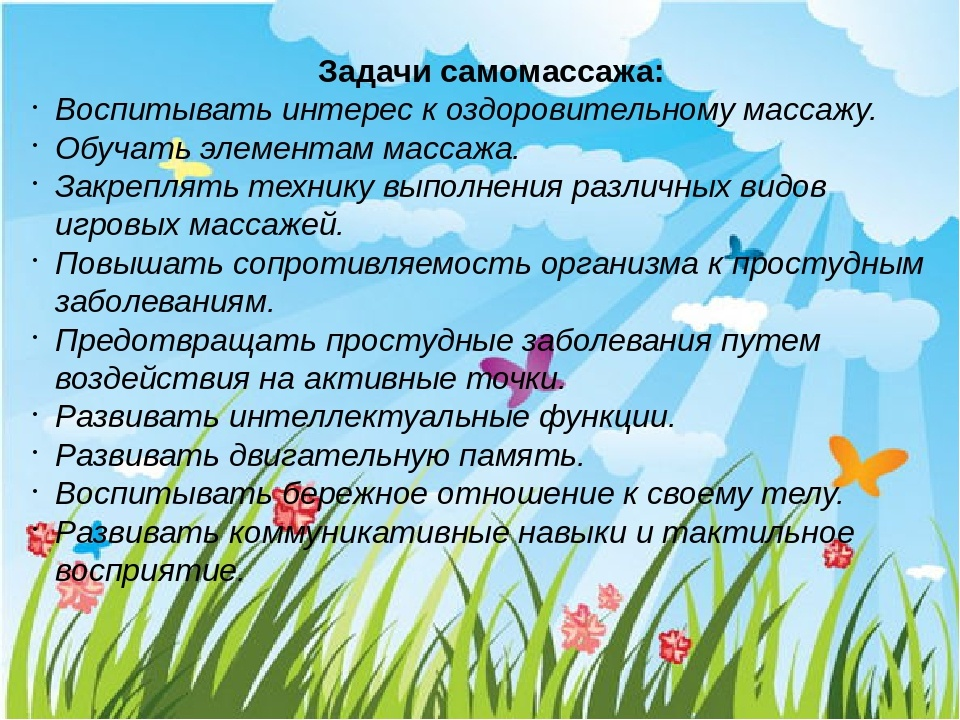 Задачи самомассажа:
· Воспитывать интерес к оздоровительному массажу.
· Обучать элементам массажа.
· Закреплять технику выполнения различных видов
игровых массажей.
· Повышать сопротивляемость организма к простудным
заболеваниям.
· Предотвращать простудные заболевания путем
воздействия на активные точки.
· Развивать интеллектуальные функции.
· Развивать двигательную память.
· Воспитывать бережное отношение к своему телу.
· Развивать коммуникативные навыки и тактильное
восприятие.